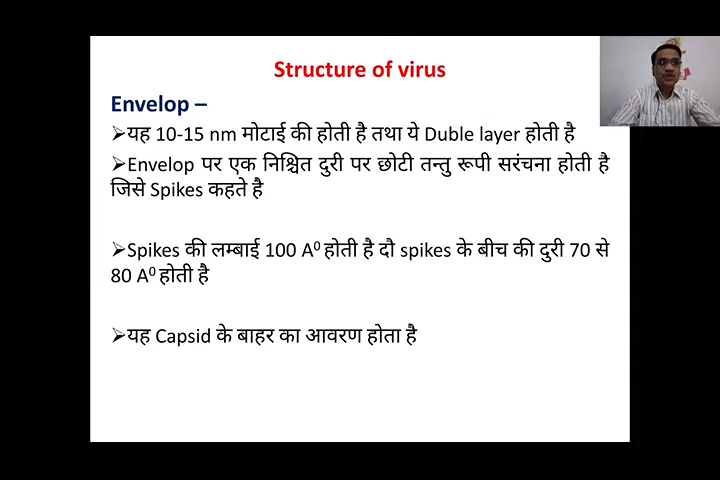 Structure of virus
Envelop –
➢यह 10-15 nm मोटाई की होती है तथा ये Duble layer होती है
➢Envelop पर एक निश्चित दुरी पर छोटी तन्तु रूपी सरंचना होती है
जिसे Spikes कहते है
➢Spikes की लम्बाई 100 A⁰ होती है दौ spikes के बीच की दुरी 70 से
80 A⁰ होती है
➢यह Capsid के बाहर का आवरण होता है